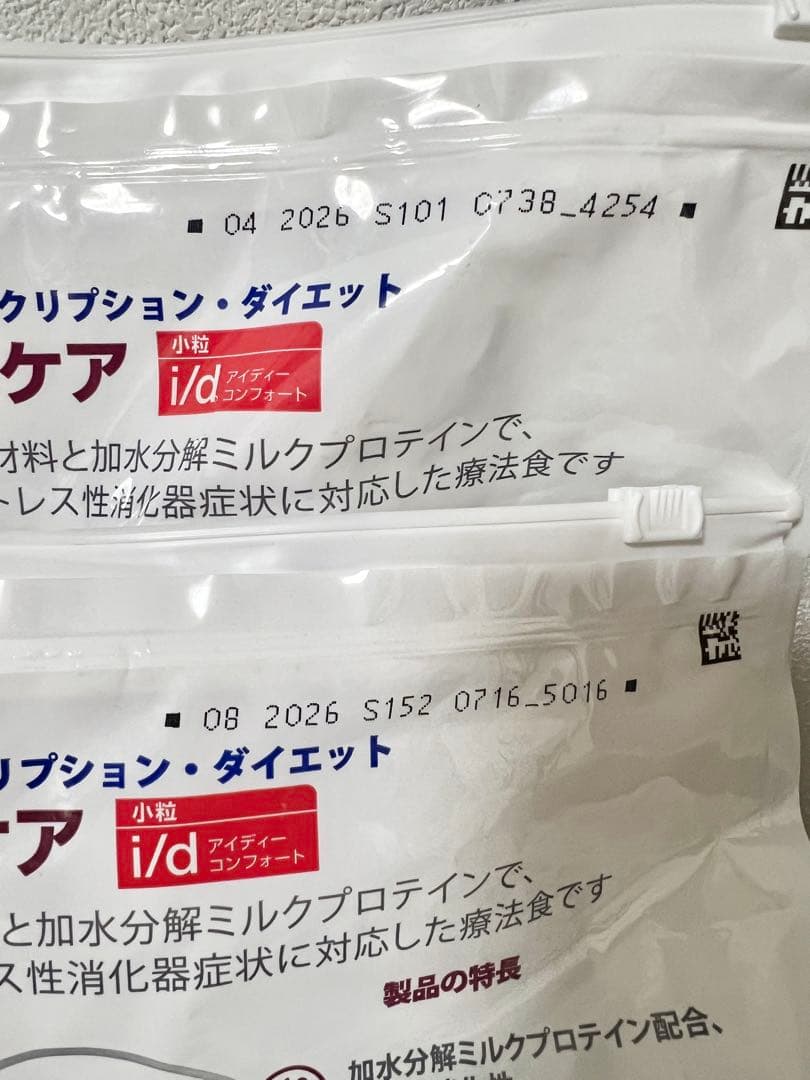 04 2026 S101 0738_4254
クリプション・ダイエット
ケア
小粒
i/d アイディー
コンフォート
材料と加水分解ミルクプロテインで、
トレス性消化器症状に対応した療法食です
08 2026 S152 0716_5016
リプション・ダイエット
ケア
小粒
i/d アイディー
コンフォート
と加水分解ミルクプロテインで、
ス性消化器症状に対応した療法食です
製品の特長
加水分解ミルクプロテイン配合、